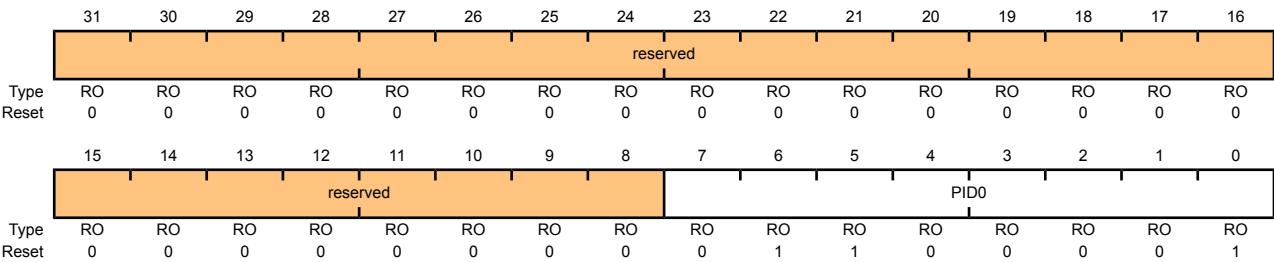 31 30 29 28 27 26 25 24 23 22 21 20 19 18 17 16
reserved
Type RO RO RO RO RO RO RO RO RO RO RO RO RO RO RO RO
Reset 0 0 0 0 0 0 0 0 0 0 0 0 0 0 0 0
15 14 13 12 11 10 9 8 7 6 5 4 3 2 1 0
reserved PID0
Type RO RO RO RO RO RO RO RO RO RO RO RO RO RO RO RO
Reset 0 0 0 0 0 0 0 0 0 1 1 0 0 0 0 1